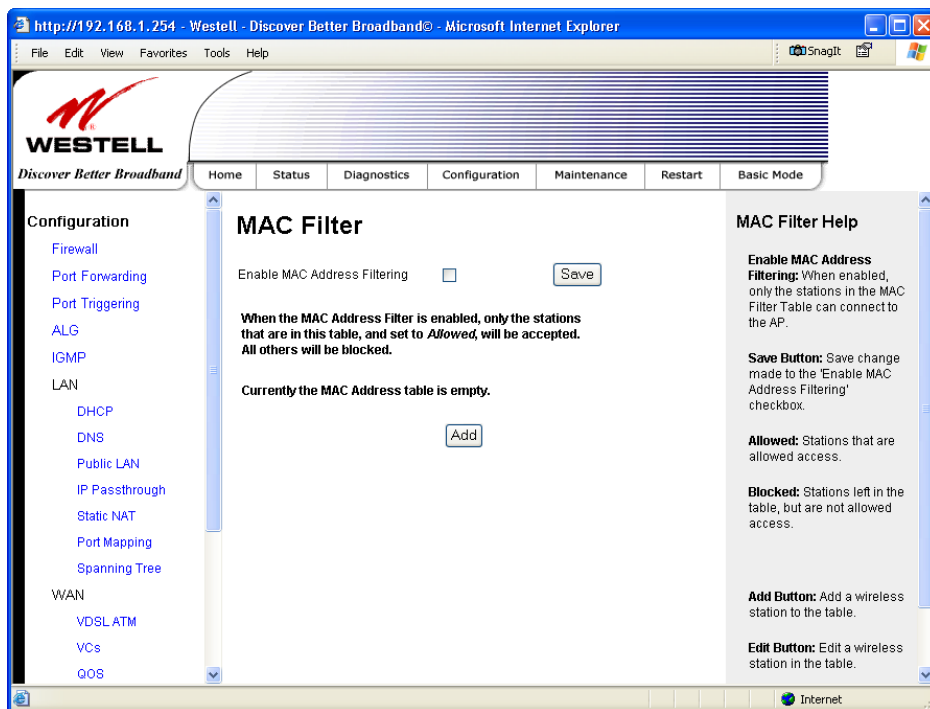 http://192.168.1.254 - Westell - Discover Better Broadband© - Microsoft Internet Explorer
File Edit View Favorites Tools Help
SnagIt
WESTELL
®
Discover Better Broadband
Home Status Diagnostics Configuration Maintenance Restart Basic Mode
Configuration
Firewall
Port Forwarding
Port Triggering
ALG
IGMP
LAN
DHCP
DNS
Public LAN
IP Passthrough
Static NAT
Port Mapping
Spanning Tree
WAN
VDSL ATM
VCs
QOS
MAC Filter
Enable MAC Address Filtering
Save
When the MAC Address Filter is enabled, only the stations
that are in this table, and set to Allowed, will be accepted.
All others will be blocked.
Currently the MAC Address table is empty.
Add
MAC Filter Help
Enable MAC Address
Filtering: When enabled,
only the stations in the MAC
Filter Table can connect to
the AP.
Save Button: Save change
made to the 'Enable MAC
Address Filtering'
checkbox.
Allowed: Stations that are
allowed access.
Blocked: Stations left in the
table, but are not allowed
access.
Add Button: Add a wireless
station to the table.
Edit Button: Edit a wireless
station in the table.
Internet